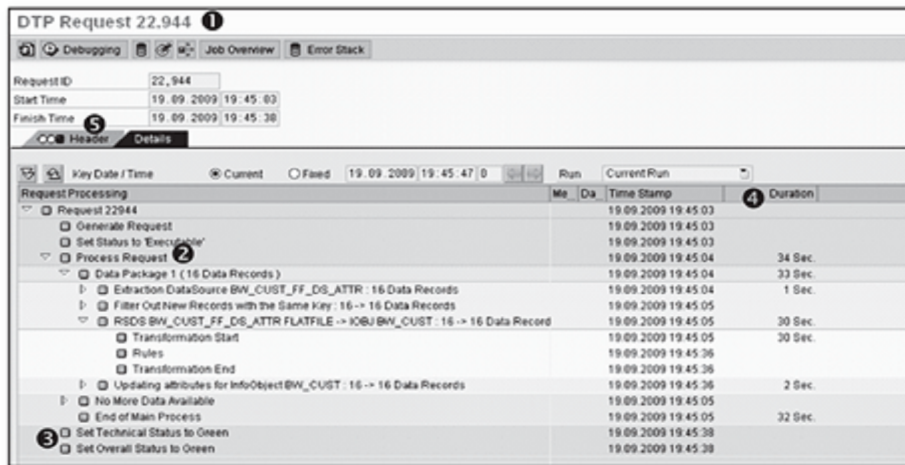 DTP Request 22.944 ❶
Debugging Job Overview Error Stack
Request ID 22,944
Start Time 19.09.2009 19:45:03
Finish Time 19.09.2009 19:45:38
❺
Header Details
Key Date / Time Current Fixed 19.09.2009 19:45:47 0 Run Current Run
Request Processing Me_ Da_ Time Stamp ❹ Duration
Request 22944 19.09.2009 19:45:03
Generate Request 19.09.2009 19:45:03
Set Status to 'Executable' 19.09.2009 19:45:03
Process Request ❷ 19.09.2009 19:45:04 34 Sec.
Data Package 1 ( 16 Data Records ) 19.09.2009 19:45:04 33 Sec.
Extraction DataSource BW_CUST_FF_DS_ATTR : 16 Data Records 19.09.2009 19:45:04 1 Sec.
Filter Out New Records with the Same Key : 16 -> 16 Data Records 19.09.2009 19:45:05
RSDS BW_CUST_FF_DS_ATTR FLATFILE -> IOBJ BW_CUST : 16 -> 16 Data Record 19.09.2009 19:45:05 30 Sec.
Transformation Start 19.09.2009 19:45:05 30 Sec.
Rules 19.09.2009 19:45:36
Transformation End 19.09.2009 19:45:36
Updating attributes for InfoObject BW_CUST : 16 -> 16 Data Records 19.09.2009 19:45:36 2 Sec.
No More Data Available 19.09.2009 19:45:05
End of Main Process 19.09.2009 19:45:05 32 Sec.
❸ Set Technical Status to Green 19.09.2009 19:45:38
Set Overall Status to Green 19.09.2009 19:45:38